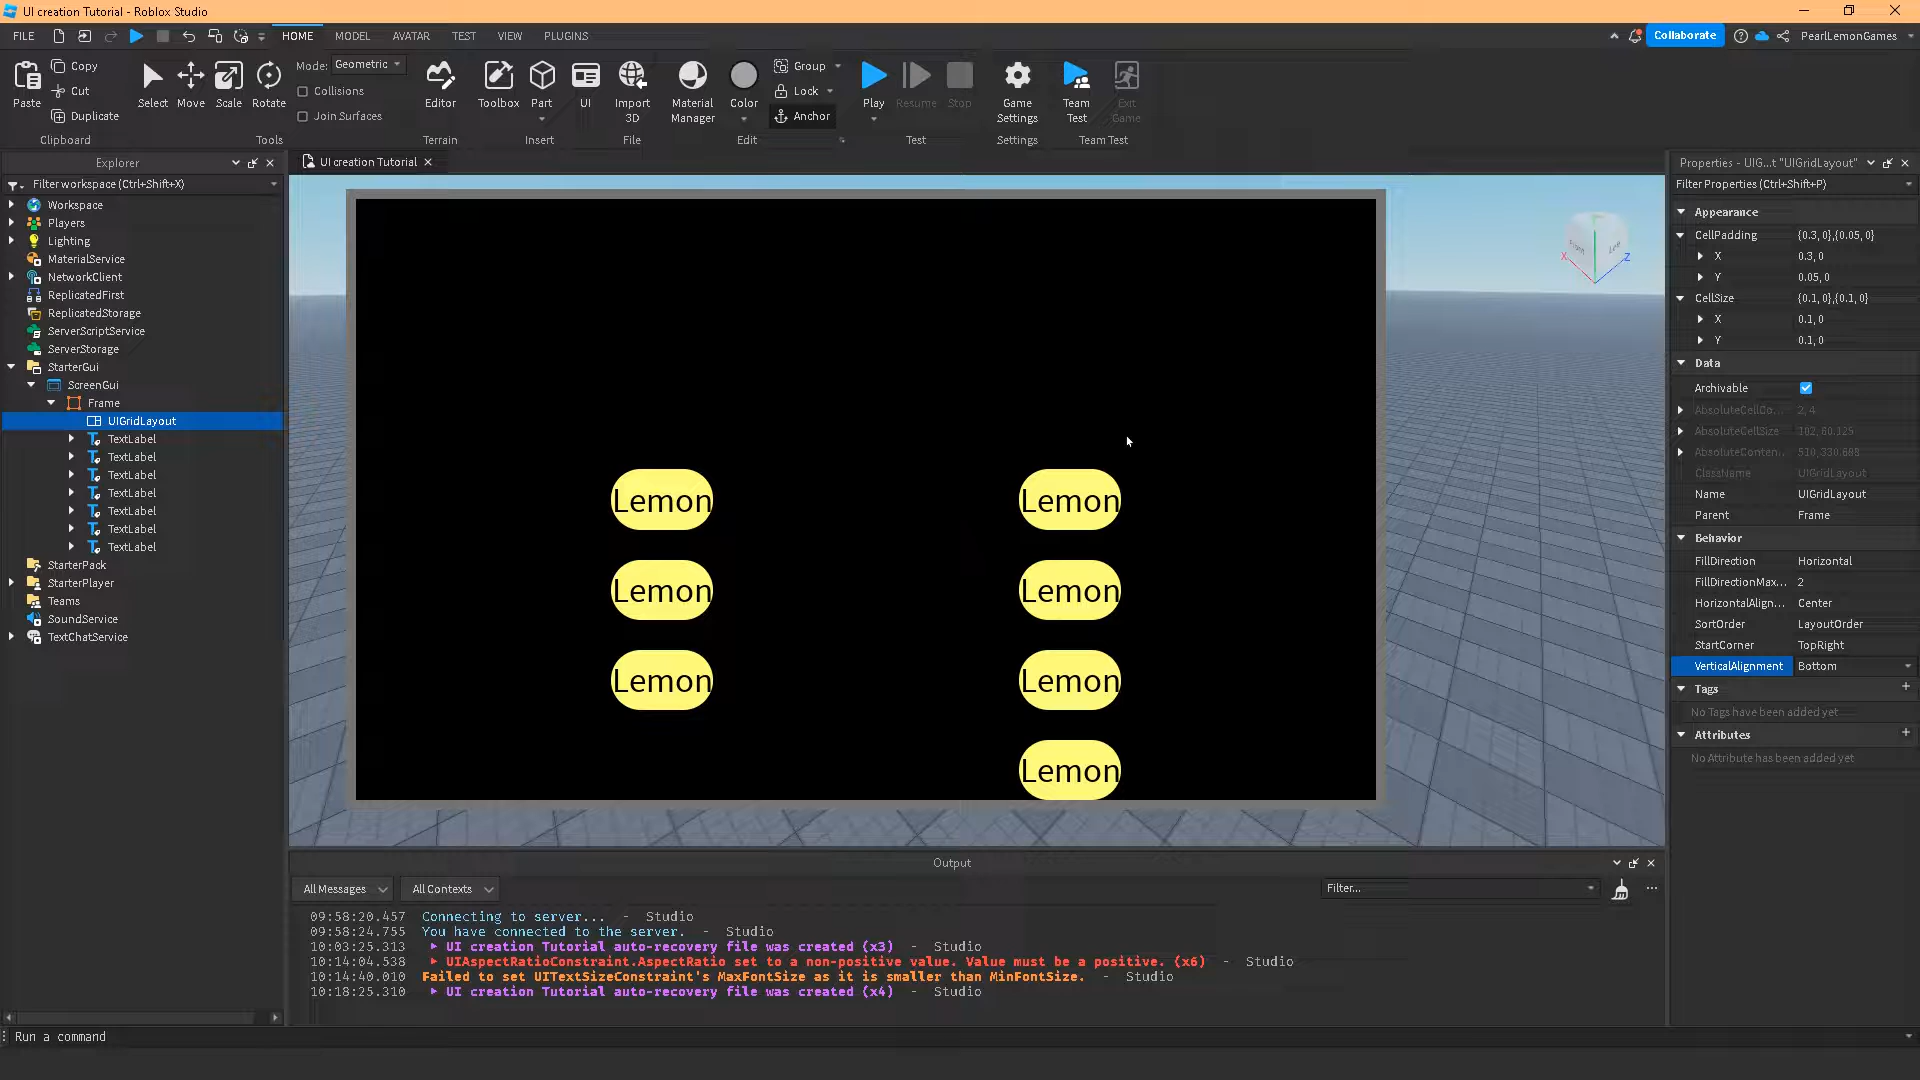 UI creation Tutorial - Roblox Studio
FILE HOME MODEL AVATAR TEST VIEW PLUGINS Collaborate PearlLemonGames
Paste Copy Cut Duplicate Select Move Scale Rotate Mode: Geometric Collisions Join Surfaces Editor Toolbox Part UI Import 3D Material Manager Color Group Lock Anchor Play Resume Stop Game Settings Team Test Exit Game
Clipboard Tools Terrain Insert File Edit Test Settings Team Test
Explorer
Filter workspace (Ctrl+Shift+X)
Workspace
Players
Lighting
MaterialService
NetworkClient
ReplicatedFirst
ReplicatedStorage
ServerScriptService
ServerStorage
StarterGui
ScreenGui
Frame
UIGridLayout
TextLabel
TextLabel
TextLabel
TextLabel
TextLabel
TextLabel
TextLabel
StarterPack
StarterPlayer
Teams
SoundService
TextChatService
UI creation Tutorial
Front Left
X Z
Lemon Lemon
Lemon Lemon
Lemon Lemon
Lemon
Properties - UIG...t "UIGridLayout"
Filter Properties (Ctrl+Shift+P)
Appearance
CellPadding {0.3, 0},{0.05, 0}
X 0.3, 0
Y 0.05, 0
CellSize {0.1, 0},{0.1, 0}
X 0.1, 0
Y 0.1, 0
Data
Archivable
AbsoluteCellCo... 2, 4
AbsoluteCellSize 102, 60.125
AbsoluteConten... 510, 330.688
ClassName UIGridLayout
Name UIGridLayout
Parent Frame
Behavior
FillDirection Horizontal
FillDirectionMax... 2
HorizontalAlign... Center
SortOrder LayoutOrder
StartCorner TopRight
VerticalAlignment Bottom
Tags
No Tags have been added yet
Attributes
No Attribute has been added yet
Output
All Messages All Contexts Filter...
09:58:20.457 Connecting to server... - Studio
09:58:24.755 You have connected to the server. - Studio
10:03:25.313 UI creation Tutorial auto-recovery file was created (x3) - Studio
10:14:04.538 UIAspectRatioConstraint.AspectRatio set to a non-positive value. Value must be a positive. (x6) - Studio
10:14:40.010 Failed to set UITextSizeConstraint's MaxFontSize as it is smaller than MinFontSize. - Studio
10:18:25.310 UI creation Tutorial auto-recovery file was created (x4) - Studio
Run a command